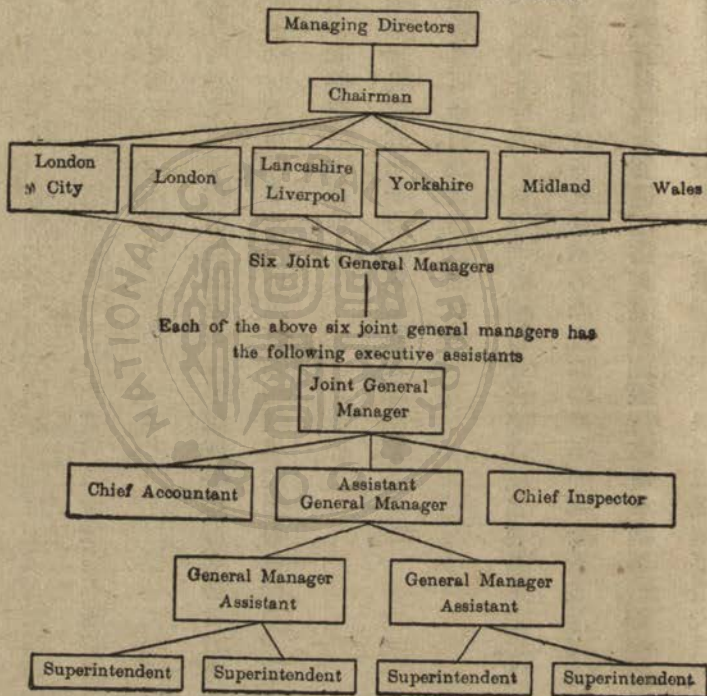 Managing Directors
Chairman
London
City
London
Lancashire
Liverpool
Yorkshire
Midland
Wales
Six Joint General Managers
Each of the above six joint general managers has
the following executive assistants
Joint General
Manager
Chief Accountant
Assistant
General Manager
Chief Inspector
General Manager
Assistant
General Manager
Assistant
Superintendent
Superintendent
Superintendent
Superintendent